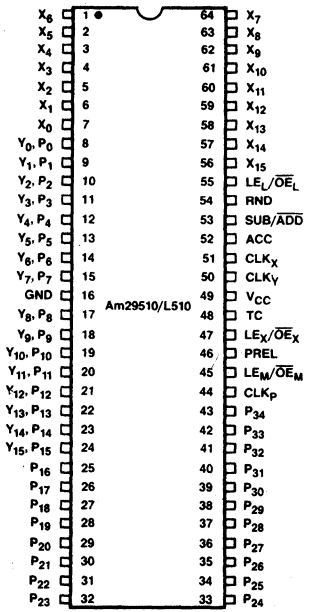 X6 1 64 X7
X5 2 63 X8
X4 3 62 X9
X3 4 61 X10
X2 5 60 X11
X1 6 59 X12
X0 7 58 X13
Y0, P0 8 57 X14
Y1, P1 9 56 X15
Y2, P2 10 55 LEL/O̅E̅L
Y3, P3 11 54 RND
Y4, P4 12 53 SUB/A̅D̅D̅
Y5, P5 13 52 ACC
Y6, P6 14 51 CLKX
Y7, P7 15 50 CLKY
GND 16 Am29510/L510 49 VCC
Y8, P8 17 48 TC
Y9, P9 18 47 LEX/O̅E̅X
Y10, P10 19 46 PREL
Y11, P11 20 45 LEM/O̅E̅M
Y12, P12 21 44 CLKP
Y13, P13 22 43 P34
Y14, P14 23 42 P33
Y15, P15 24 41 P32
P16 25 40 P31
P17 26 39 P30
P18 27 38 P29
P19 28 37 P28
P20 29 36 P27
P21 30 35 P26
P22 31 34 P25
P23 32 33 P24